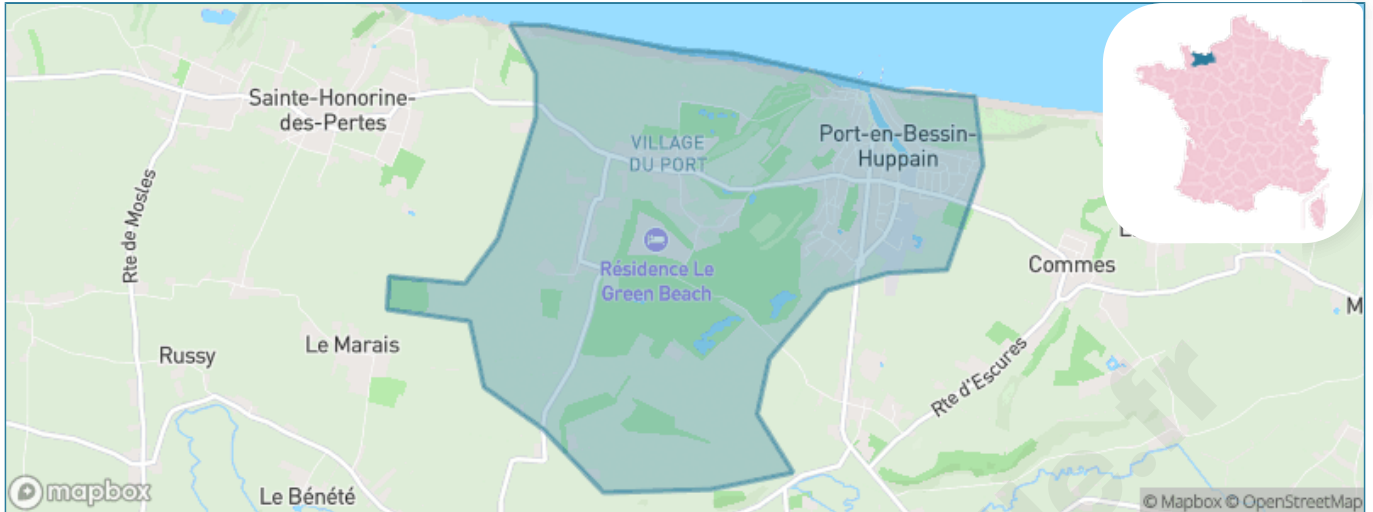 Sainte-Honorine-
des-Pertes
VILLAGE
DU PORT
Port-en-Bessin-
Huppain
Rte de Mosles
Résidence Le
Green Beach
Commes
Le Marais
Russy
Rte d'Escures
Le Bénété
mapbox
© Mapbox © OpenStreetMap